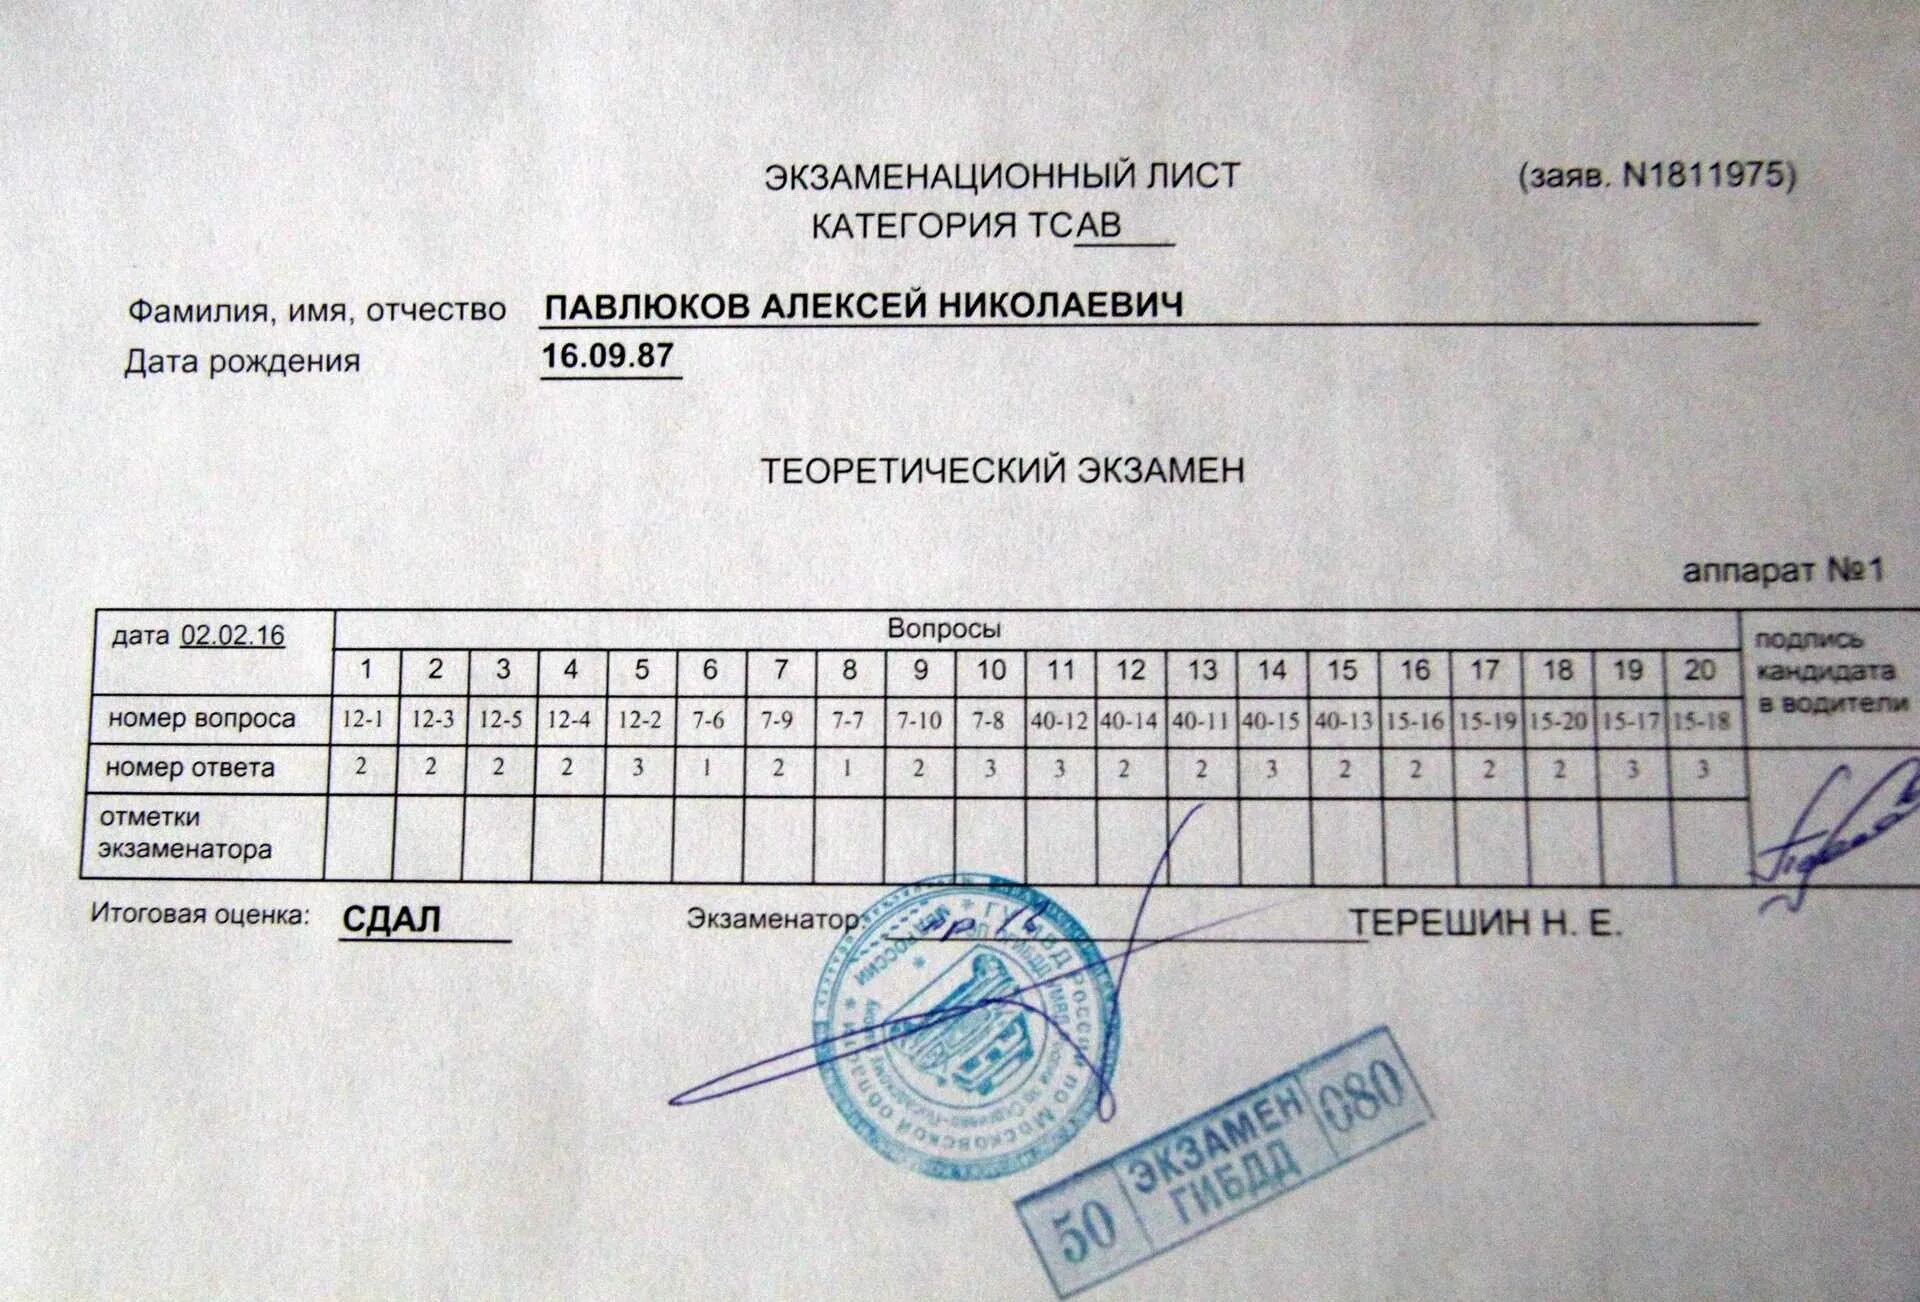 ЭКЗАМЕНАЦИОННЫЙ ЛИСТ (заяв. N1811975)
КАТЕГОРИЯ ТСАВ
Фамилия, имя, отчество ПАВЛЮКОВ АЛЕКСЕЙ НИКОЛАЕВИЧ
Дата рождения 16.09.87
ТЕОРЕТИЧЕСКИЙ ЭКЗАМЕН
аппарат №1
дата 02.02.16 Вопросы подпись кандидата в водители
1 2 3 4 5 6 7 8 9 10 11 12 13 14 15 16 17 18 19 20
номер вопроса 12-1 12-3 12-5 12-4 12-2 7-6 7-9 7-7 7-10 7-8 40-12 40-14 40-11 40-15 40-13 15-16 15-19 15-20 15-17 15-18
номер ответа 2 2 2 2 3 1 2 1 2 3 3 2 2 3 2 2 2 2 3 3
отметки
экзаменатора
Итоговая оценка: СДАЛ Экзаменатор: ТЕРЕШИН Н. Е.
РОССИИ ПО МОСКОВСКОЙ ОБЛАСТИ
50 ЭКЗАМЕН ГИБДД 080